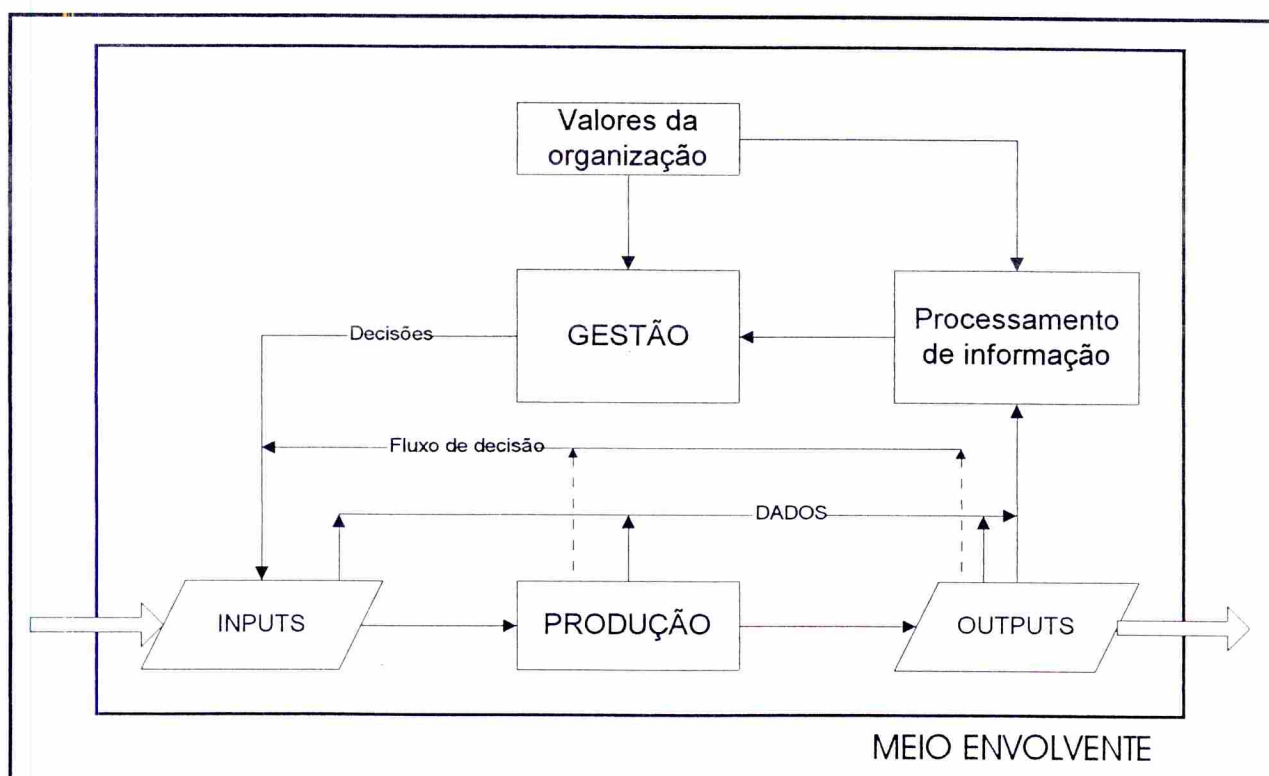 Valores da
organização
Decisões
GESTÃO
Processamento
de informação
Fluxo de decisão
DADOS
INPUTS
PRODUÇÃO
OUTPUTS
MEIO ENVOLVENTE